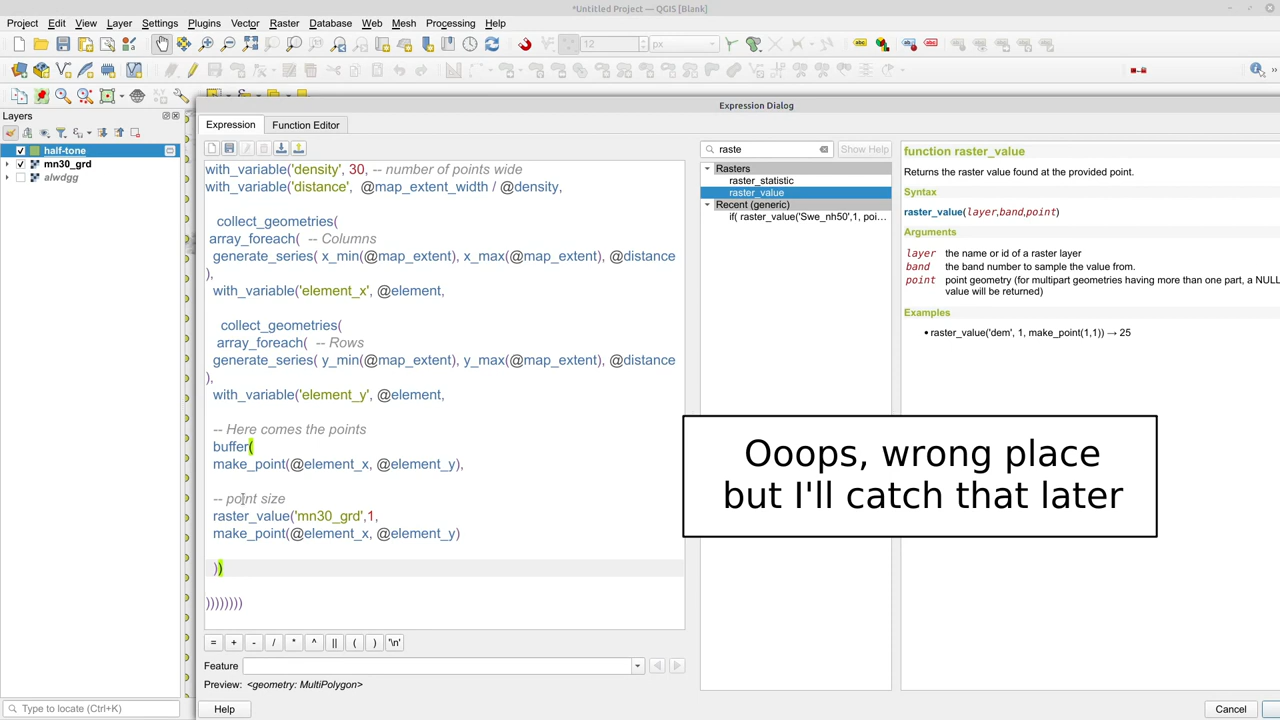 *Untitled Project — QGIS [Blank]
Project Edit View Layer Settings Plugins Vector Raster Database Web Mesh Processing Help
12 px
abc abc abc
Layers
half-tone
mn30_grd
alwdgg
Type to locate (Ctrl+K)
Expression Dialog
Expression Function Editor
with_variable('density', 30, -- number of points wide
with_variable('distance', @map_extent_width / @density,
collect_geometries(
array_foreach( -- Columns
generate_series( x_min(@map_extent), x_max(@map_extent), @distance
),
with_variable('element_x', @element,
collect_geometries(
array_foreach( -- Rows
generate_series( y_min(@map_extent), y_max(@map_extent), @distance
),
with_variable('element_y', @element,
-- Here comes the points
buffer(
make_point(@element_x, @element_y),
-- point size
raster_value('mn30_grd',1,
make_point(@element_x, @element_y)
))
))))))))
= + - / * ^ || ( ) '\n'
Feature
Preview: <geometry: MultiPolygon>
Help
raste
Show Help
Rasters
raster_statistic
raster_value
Recent (generic)
if( raster_value('Swe_nh50',1, poi...
function raster_value
Returns the raster value found at the provided point.
Syntax
raster_value(layer,band,point)
Arguments
layer the name or id of a raster layer
band the band number to sample the value from.
point point geometry (for multipart geometries having more than one part, a NULL
value will be returned)
Examples
• raster_value('dem', 1, make_point(1,1)) → 25
Ooops, wrong place
but I'll catch that later
Cancel